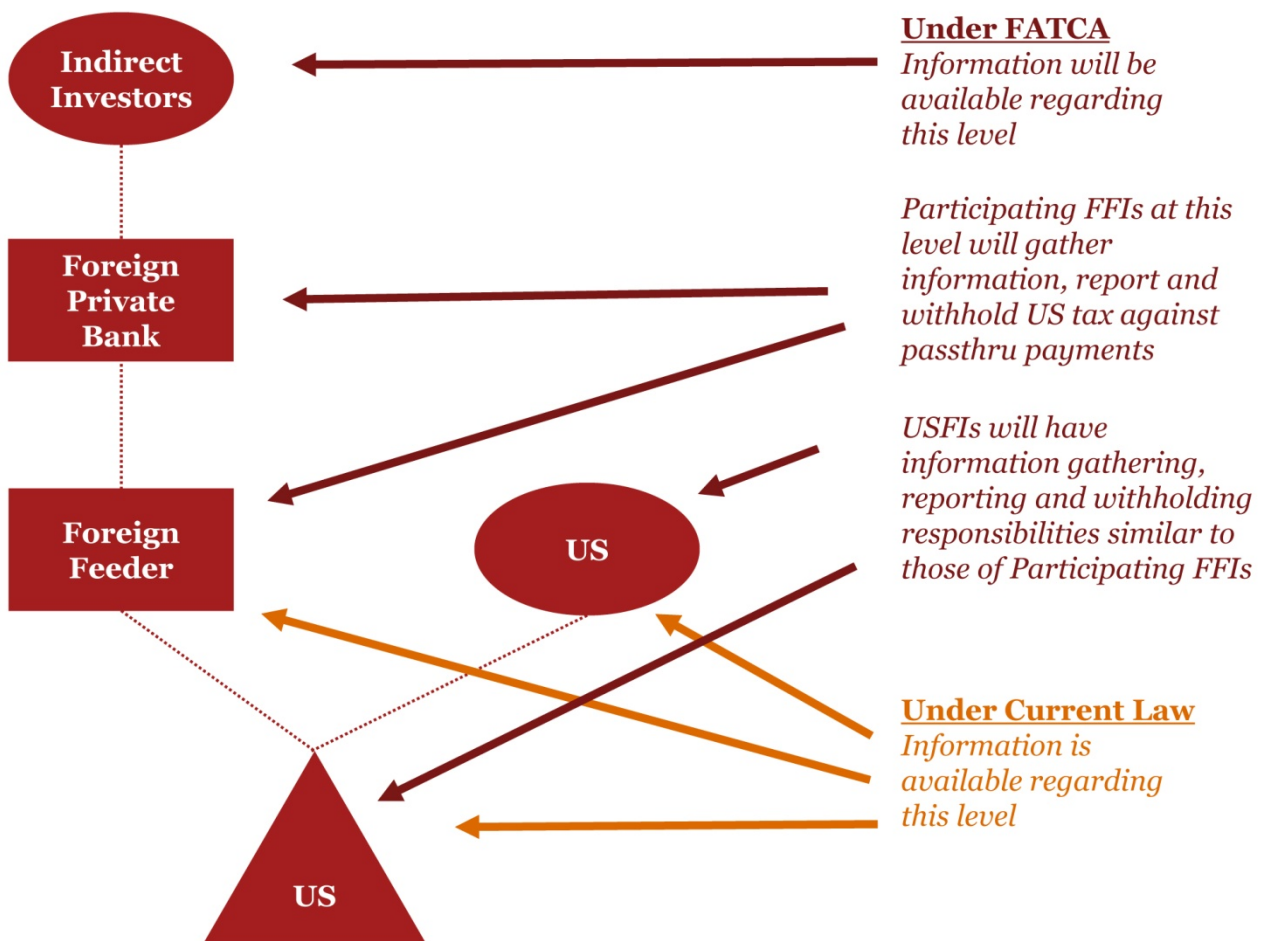 Indirect
Investors
Foreign
Private
Bank
Foreign
Feeder
US
US
Under FATCA
Information will be
available regarding
this level
Participating FFIs at this
level will gather
information, report and
withhold US tax against
passthru payments
USFIs will have
information gathering,
reporting and withholding
responsibilities similar to
those of Participating FFIs
Under Current Law
Information is
available regarding
this level